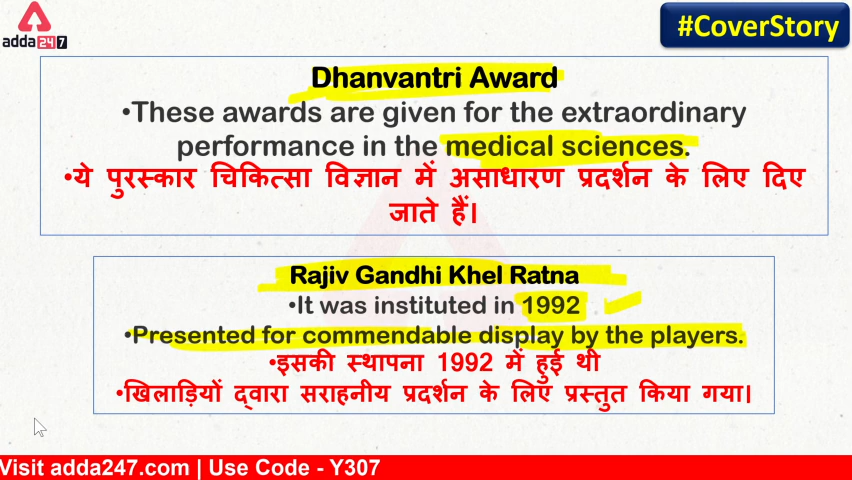 adda247
#CoverStory
Dhanvantri Award
•These awards are given for the extraordinary
performance in the medical sciences.
•ये पुरस्कार चिकित्सा विज्ञान में असाधारण प्रदर्शन के लिए दिए
जाते हैं।
Rajiv Gandhi Khel Ratna
•It was instituted in 1992
•Presented for commendable display by the players.
•इसकी स्थापना 1992 में हुई थी
•खिलाड़ियों द्वारा सराहनीय प्रदर्शन के लिए प्रस्तुत किया गया।
Visit adda247.com | Use Code - Y307